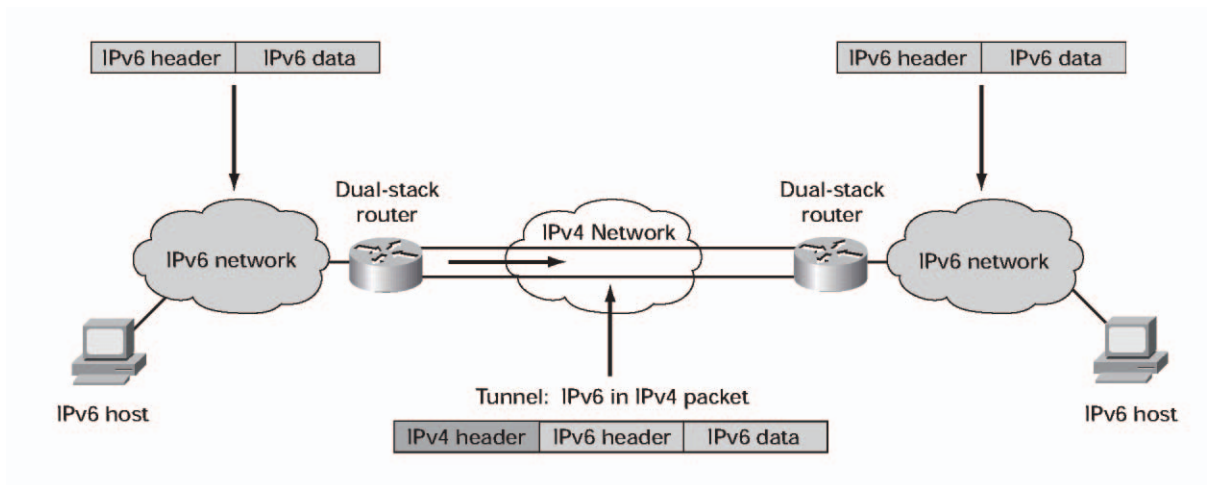 IPv6 header IPv6 data
IPv6 header IPv6 data
Dual-stack
router
Dual-stack
router
IPv4 Network
IPv6 network
IPv6 network
Tunnel: IPv6 in IPv4 packet
IPv6 host
IPv6 host
IPv4 header IPv6 header IPv6 data